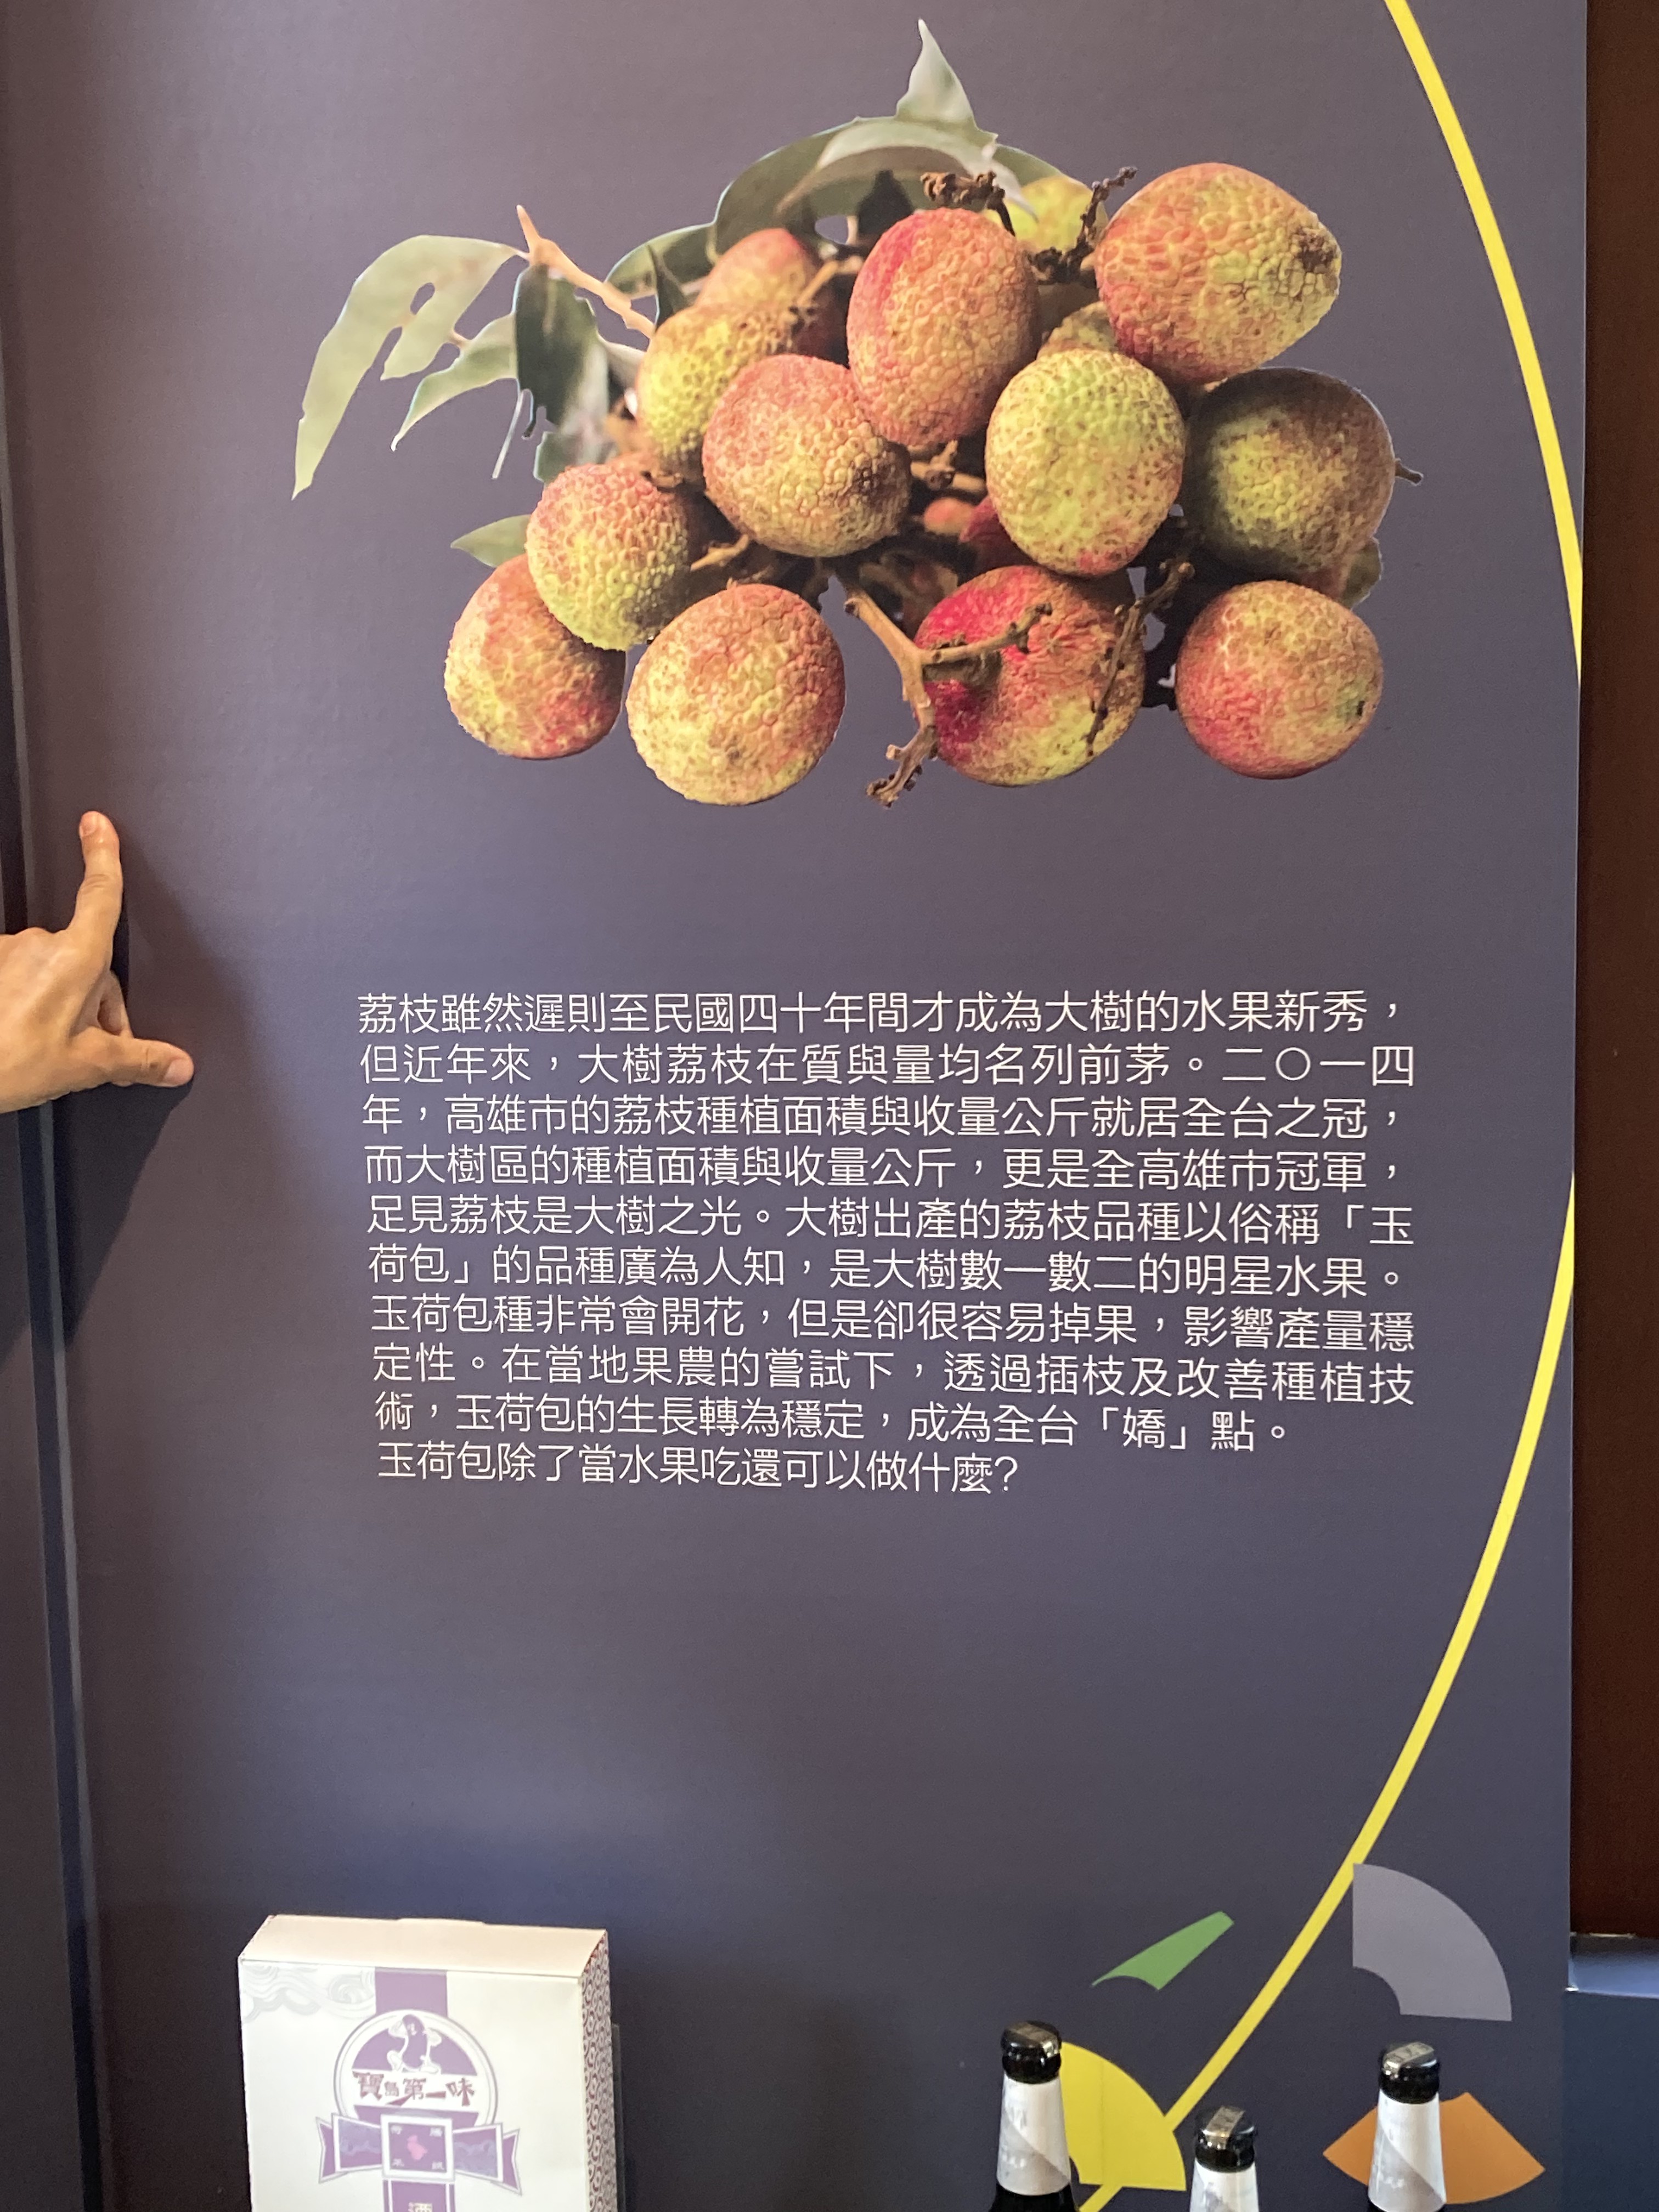 荔枝雖然遲則至民國四十年間才成為大樹的水果新秀，
但近年來，大樹荔枝在質與量均名列前茅。二〇一四
年，高雄市的荔枝種植面積與收量公斤就居全台之冠，
而大樹區的種植面積與收量公斤，更是全高雄市冠軍，
足見荔枝是大樹之光。大樹出產的荔枝品種以俗稱「玉
荷包」的品種廣為人知，是大樹數一數二的明星水果。
玉荷包種非常會開花，但是卻很容易掉果，影響產量穩
定性。在當地果農的嘗試下，透過插枝及改善種植技
術，玉荷包的生長轉為穩定，成為全台「嬌」點。
玉荷包除了當水果吃還可以做什麼?
寶島第一味
酒